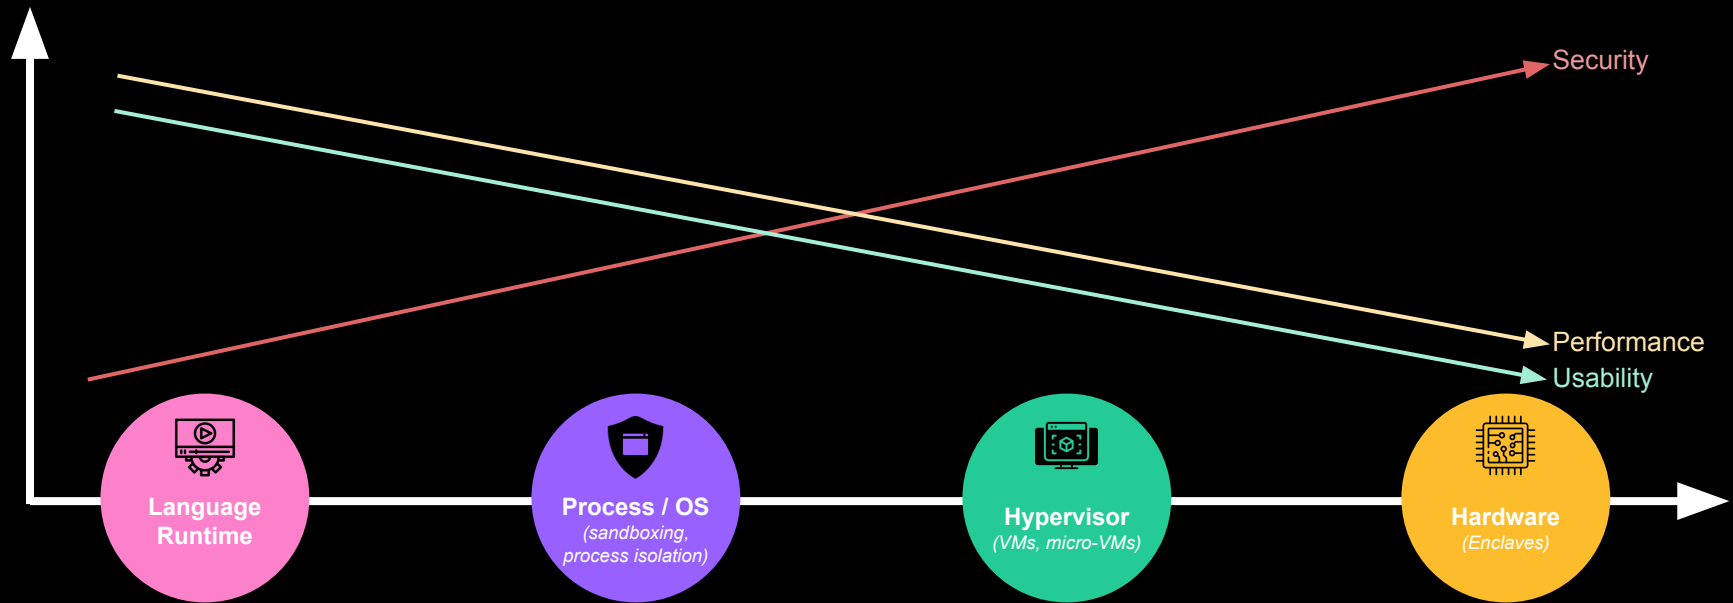 Security
Performance
Usability
Language
Runtime
Process / OS
(sandboxing,
process isolation)
Hypervisor
(VMs, micro-VMs)
Hardware
(Enclaves)